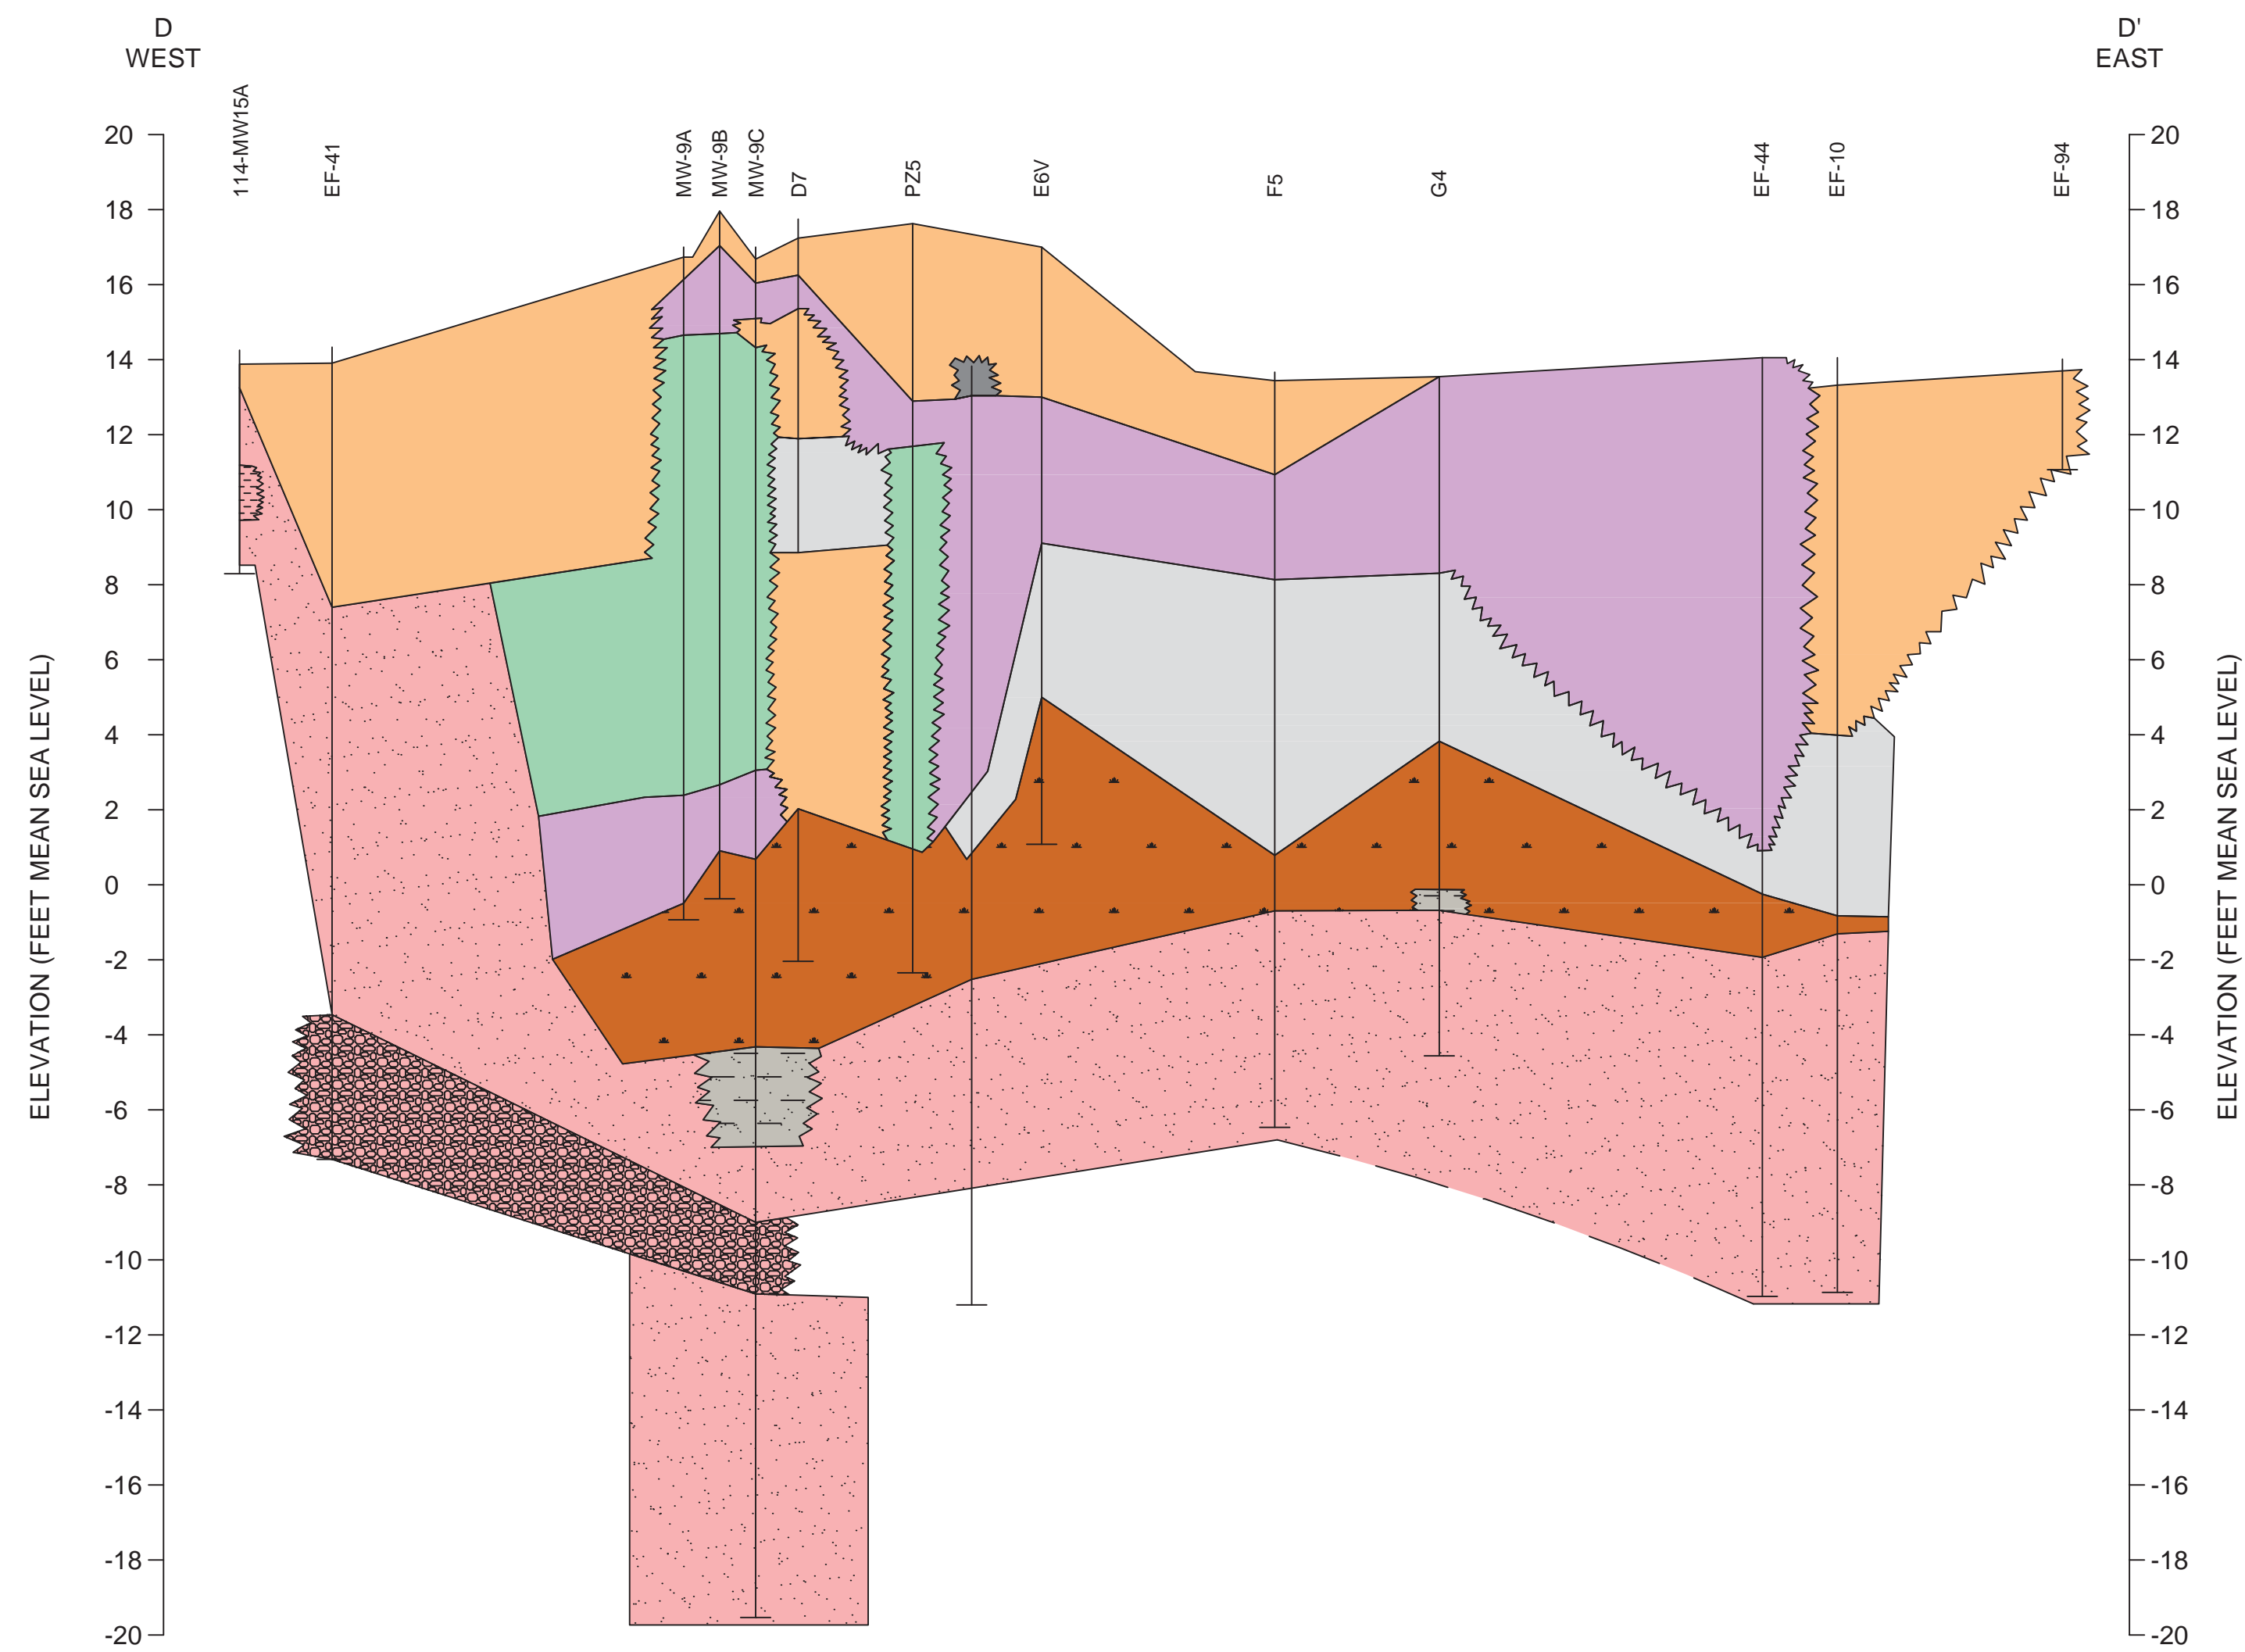 D
WEST
D'
EAST
114-MW15A
EF-41
MW-9A
MW-9B
MW-9C
D7
PZ5
E6V
F5
G4
EF-44
EF-10
EF-94
ELEVATION (FEET MEAN SEA LEVEL)
20
18
16
14
12
10
8
6
4
2
0
-2
-4
-6
-8
-10
-12
-14
-16
-18
-20
20
18
16
14
12
10
8
6
4
2
0
-2
-4
-6
-8
-10
-12
-14
-16
-18
-20
ELEVATION (FEET MEAN SEA LEVEL)